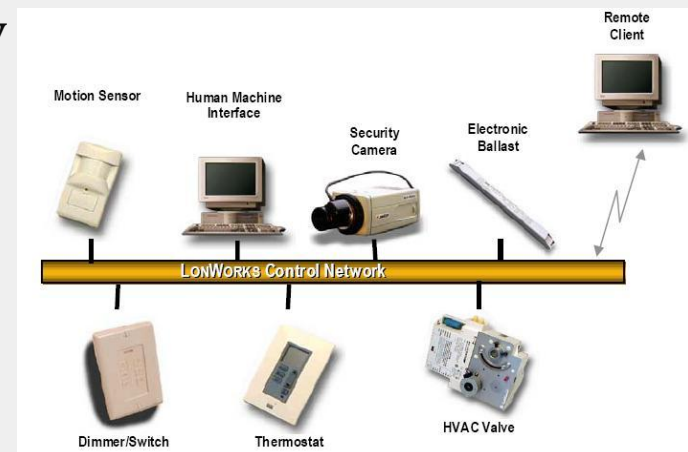 Remote
Client
Motion Sensor
Human Machine
Interface
Security
Camera
Electronic
Ballast
LONWORKS Control Network
Dimmer/Switch
Thermostat
HVAC Valve